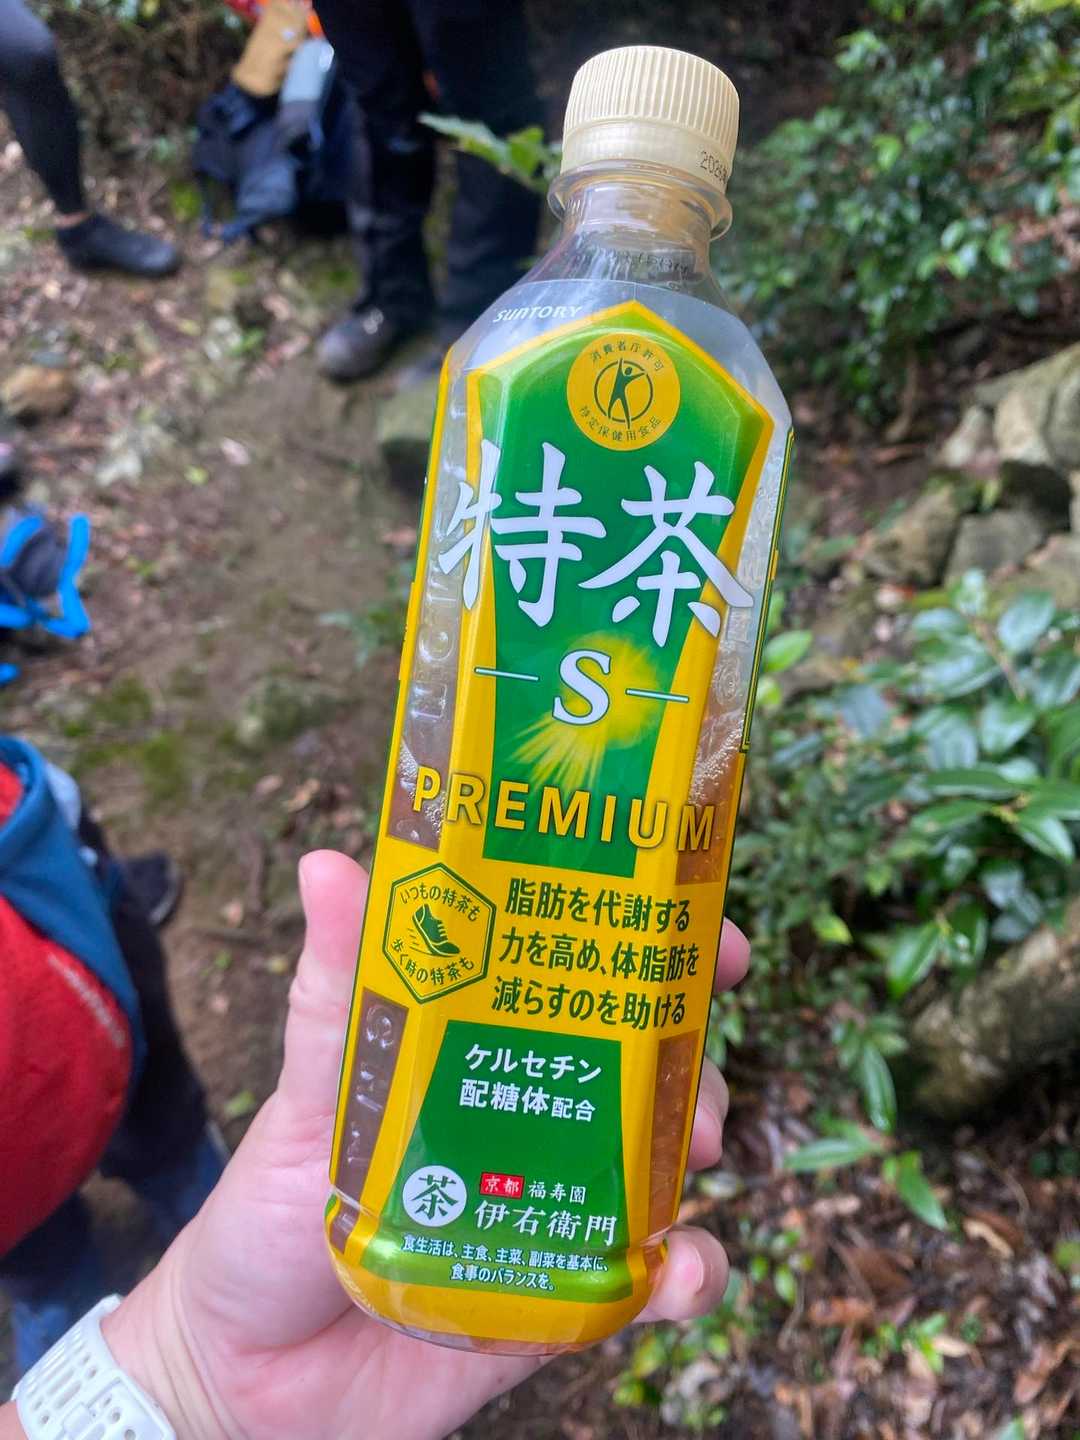 SUNTORY
消費者庁許可
特定保健用食品
特茶
S
PREMIUM
いつもの特茶も
歩く時の特茶も
脂肪を代謝する
力を高め、体脂肪を
減らすのを助ける
ケルセチン
配糖体配合
茶
京都 福寿園
伊右衛門
食生活は、主食、主菜、副菜を基本に、
食事のバランスを。